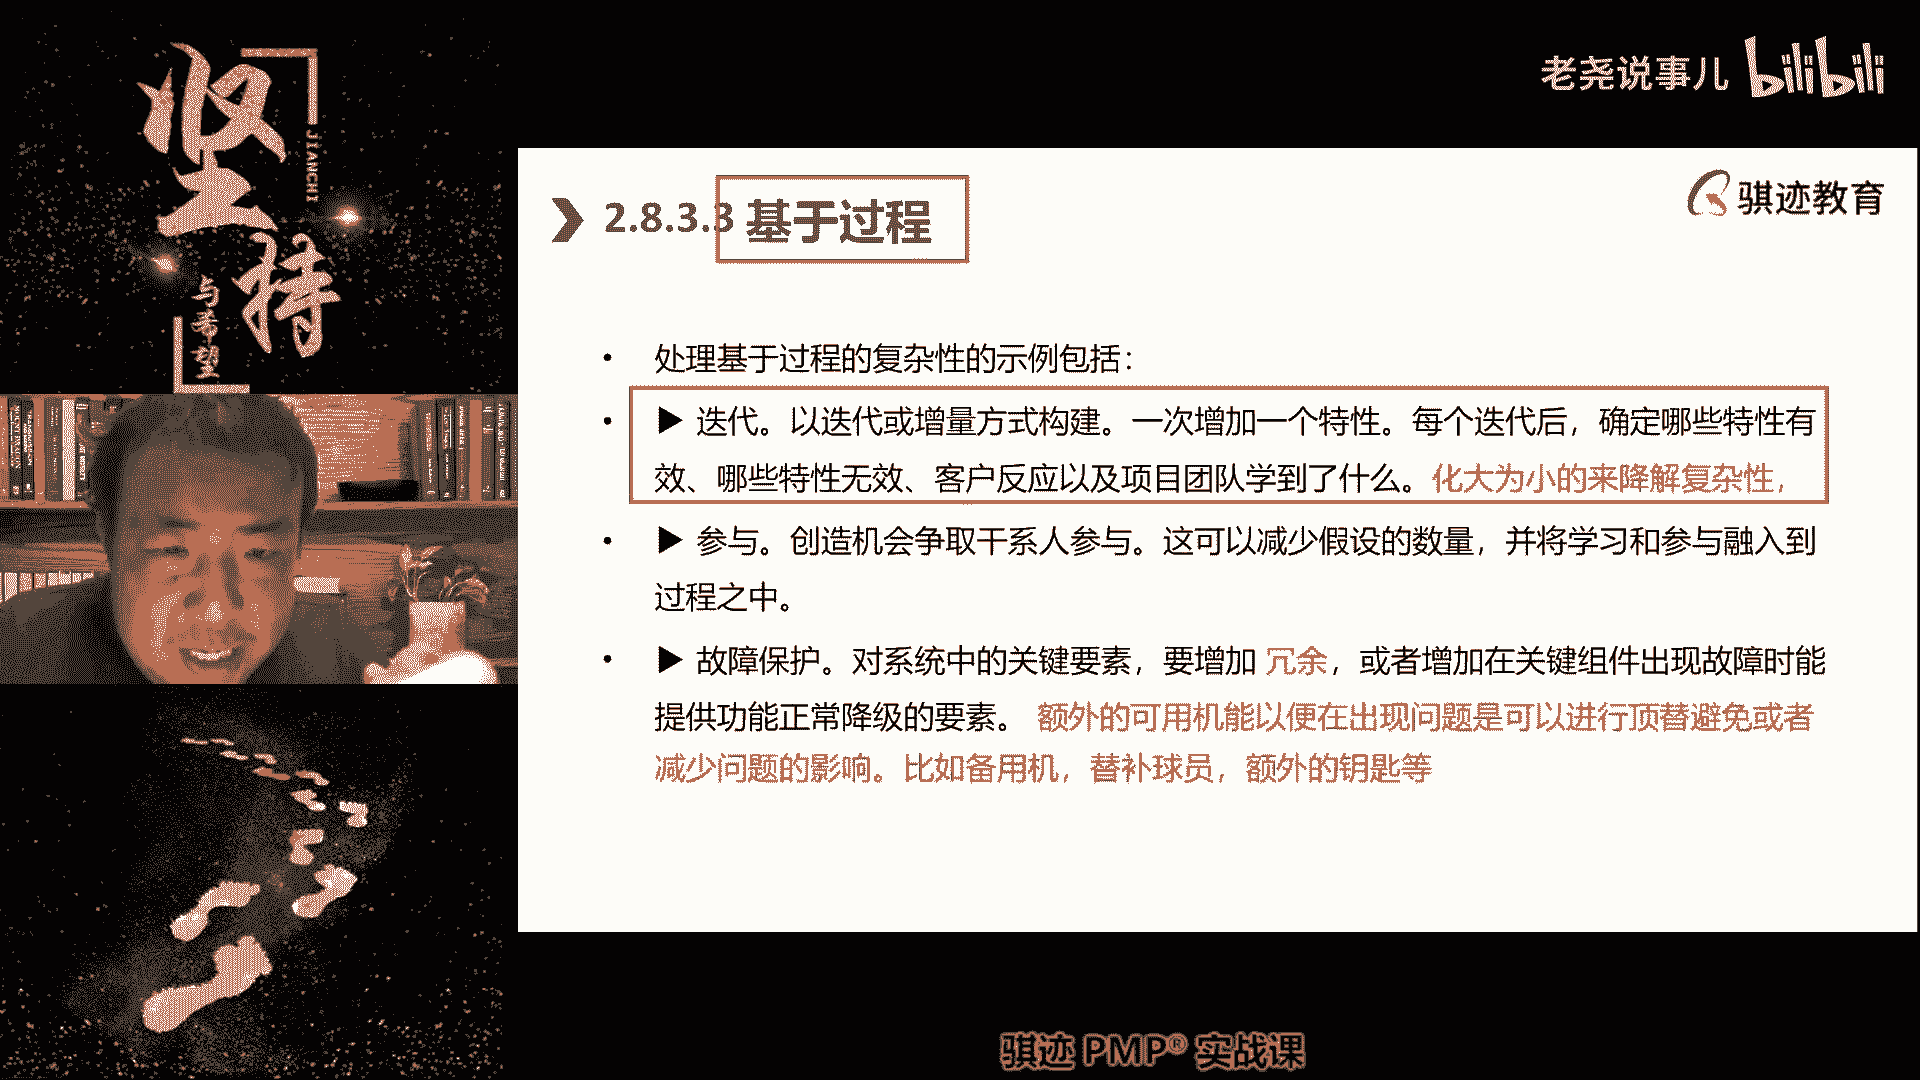 坚持
JIANCHI
与希望
老尧说事儿 bilibili
骐迹教育
2.8.3.3 基于过程
• 处理基于过程的复杂性的示例包括：
• ▶ 迭代。以迭代或增量方式构建。一次增加一个特性。每个迭代后，确定哪些特性有
效、哪些特性无效、客户反应以及项目团队学到了什么。化大为小的来降解复杂性，
• ▶ 参与。创造机会争取干系人参与。这可以减少假设的数量，并将学习和参与融入到
过程之中。
• ▶ 故障保护。对系统中的关键要素，要增加 冗余，或者增加在关键组件出现故障时能
提供功能正常降级的要素。 额外的可用机能以便在出现问题是可以进行顶替避免或者
减少问题的影响。比如备用机，替补球员，额外的钥匙等
骐迹 PMP® 实战课